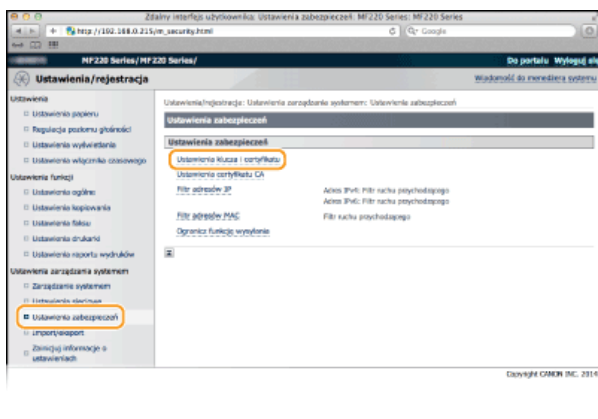 Zdalny interfejs użytkownika: Ustawienia zabezpieczeń: MF220 Series: MF220 Series
http://192.168.0.215/m_security.html
Google
MF220 Series/MF220 Series/
Do portalu Wyloguj się
Ustawienia/rejestracja
Wiadomość do menedżera systemu
Ustawienia
Ustawienia papieru
Regulacja poziomu głośności
Ustawienia wyświetlania
Ustawienia włącznika czasowego
Ustawienia funkcji
Ustawienia ogólne
Ustawienia kopiowania
Ustawienia faksu
Ustawienia drukarki
Ustawienia raportu wydruków
Ustawienia zarządzania systemem
Zarządzanie systemem
Ustawienia sieciowe
Ustawienia zabezpieczeń
Import/eksport
Zainicjuj informacje o
ustawieniach
Ustawienia/rejestracja: Ustawienia zarządzania systemem: Ustawienia zabezpieczeń
Ustawienia zabezpieczeń
Ustawienia zabezpieczeń
Ustawienia klucza i certyfikatu
Ustawienia certyfikatu CA
Filtr adresów IP
Adres IPv4: Filtr ruchu przychodzącego
Adres IPv6: Filtr ruchu przychodzącego
Filtr adresów MAC
Filtr ruchu przychodzącego
Ogranicz funkcję wysyłania
Copyright CANON INC. 2014